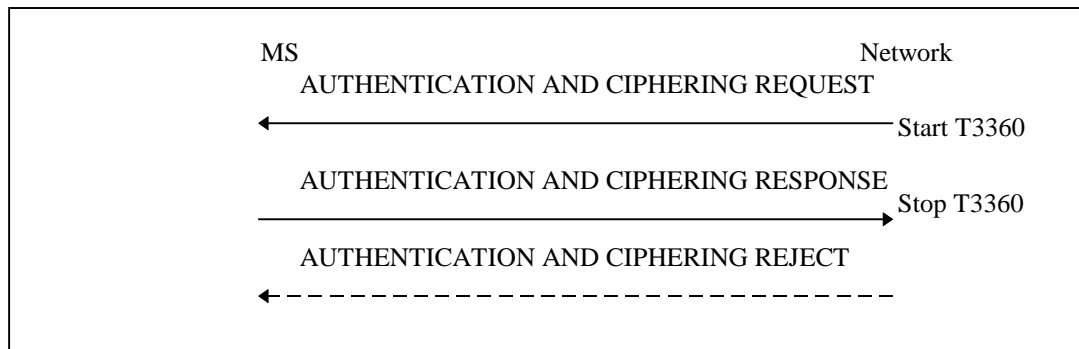 MS Network
AUTHENTICATION AND CIPHERING REQUEST
Start T3360
AUTHENTICATION AND CIPHERING RESPONSE
Stop T3360
AUTHENTICATION AND CIPHERING REJECT